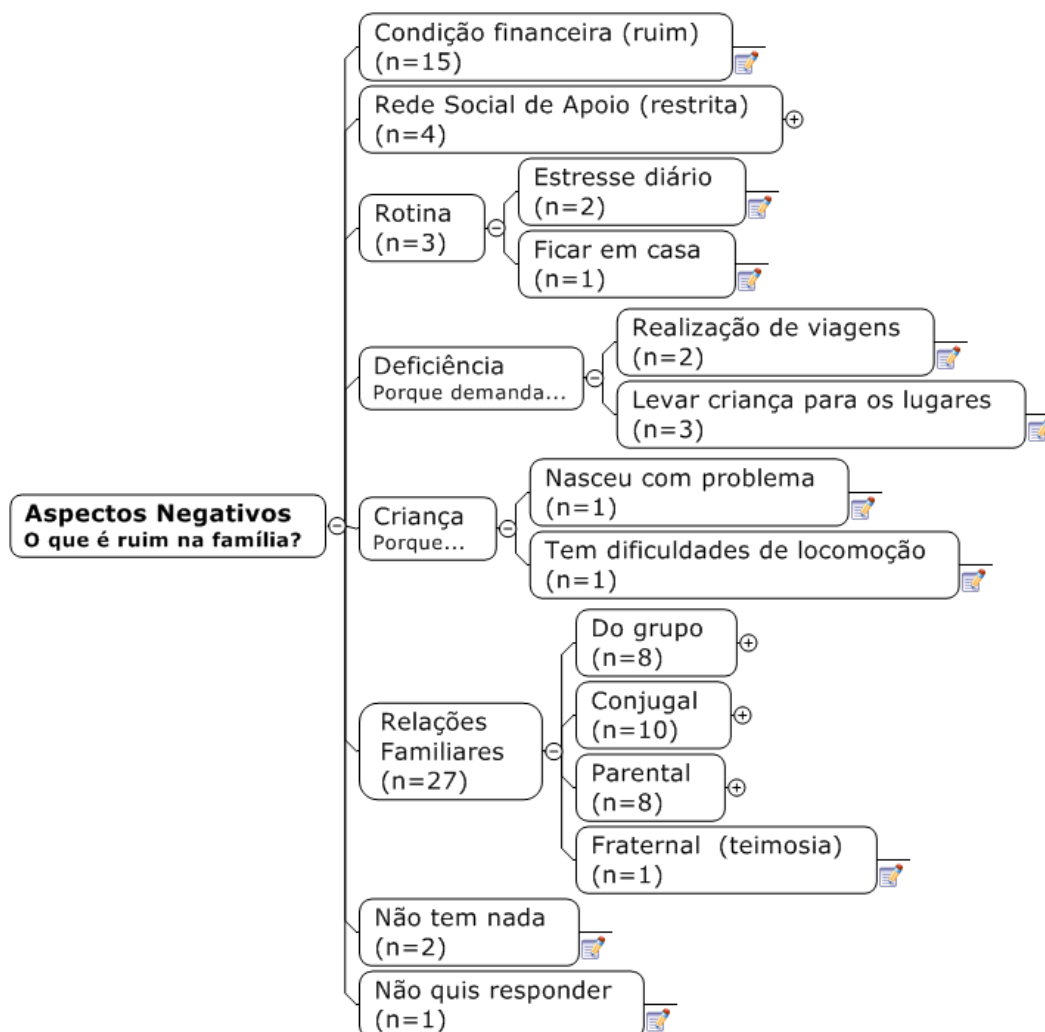 Condição financeira (ruim)
(n=15)
Rede Social de Apoio (restrita)
(n=4)
Rotina
(n=3)
Estresse diário
(n=2)
Ficar em casa
(n=1)
Deficiência
Porque demanda...
Realização de viagens
(n=2)
Levar criança para os lugares
(n=3)
Aspectos Negativos
O que é ruim na família?
Criança
Porque...
Nasceu com problema
(n=1)
Tem dificuldades de locomoção
(n=1)
Relações
Familiares
(n=27)
Do grupo
(n=8)
Conjugal
(n=10)
Parental
(n=8)
Fraternal  (teimosia)
(n=1)
Não tem nada
(n=2)
Não quis responder
(n=1)